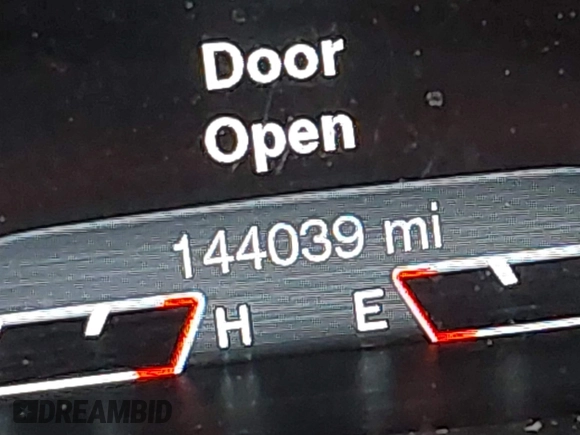 Door
Open
144039 mi
H E
DREAMBID